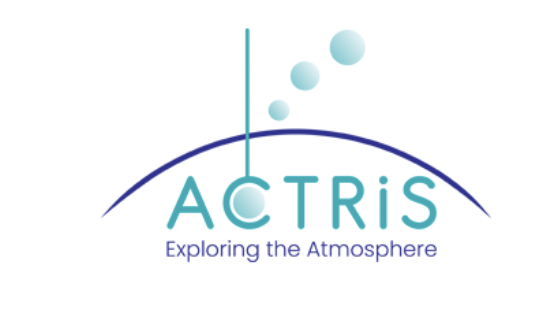 ACTRiS
Exploring the Atmosphere